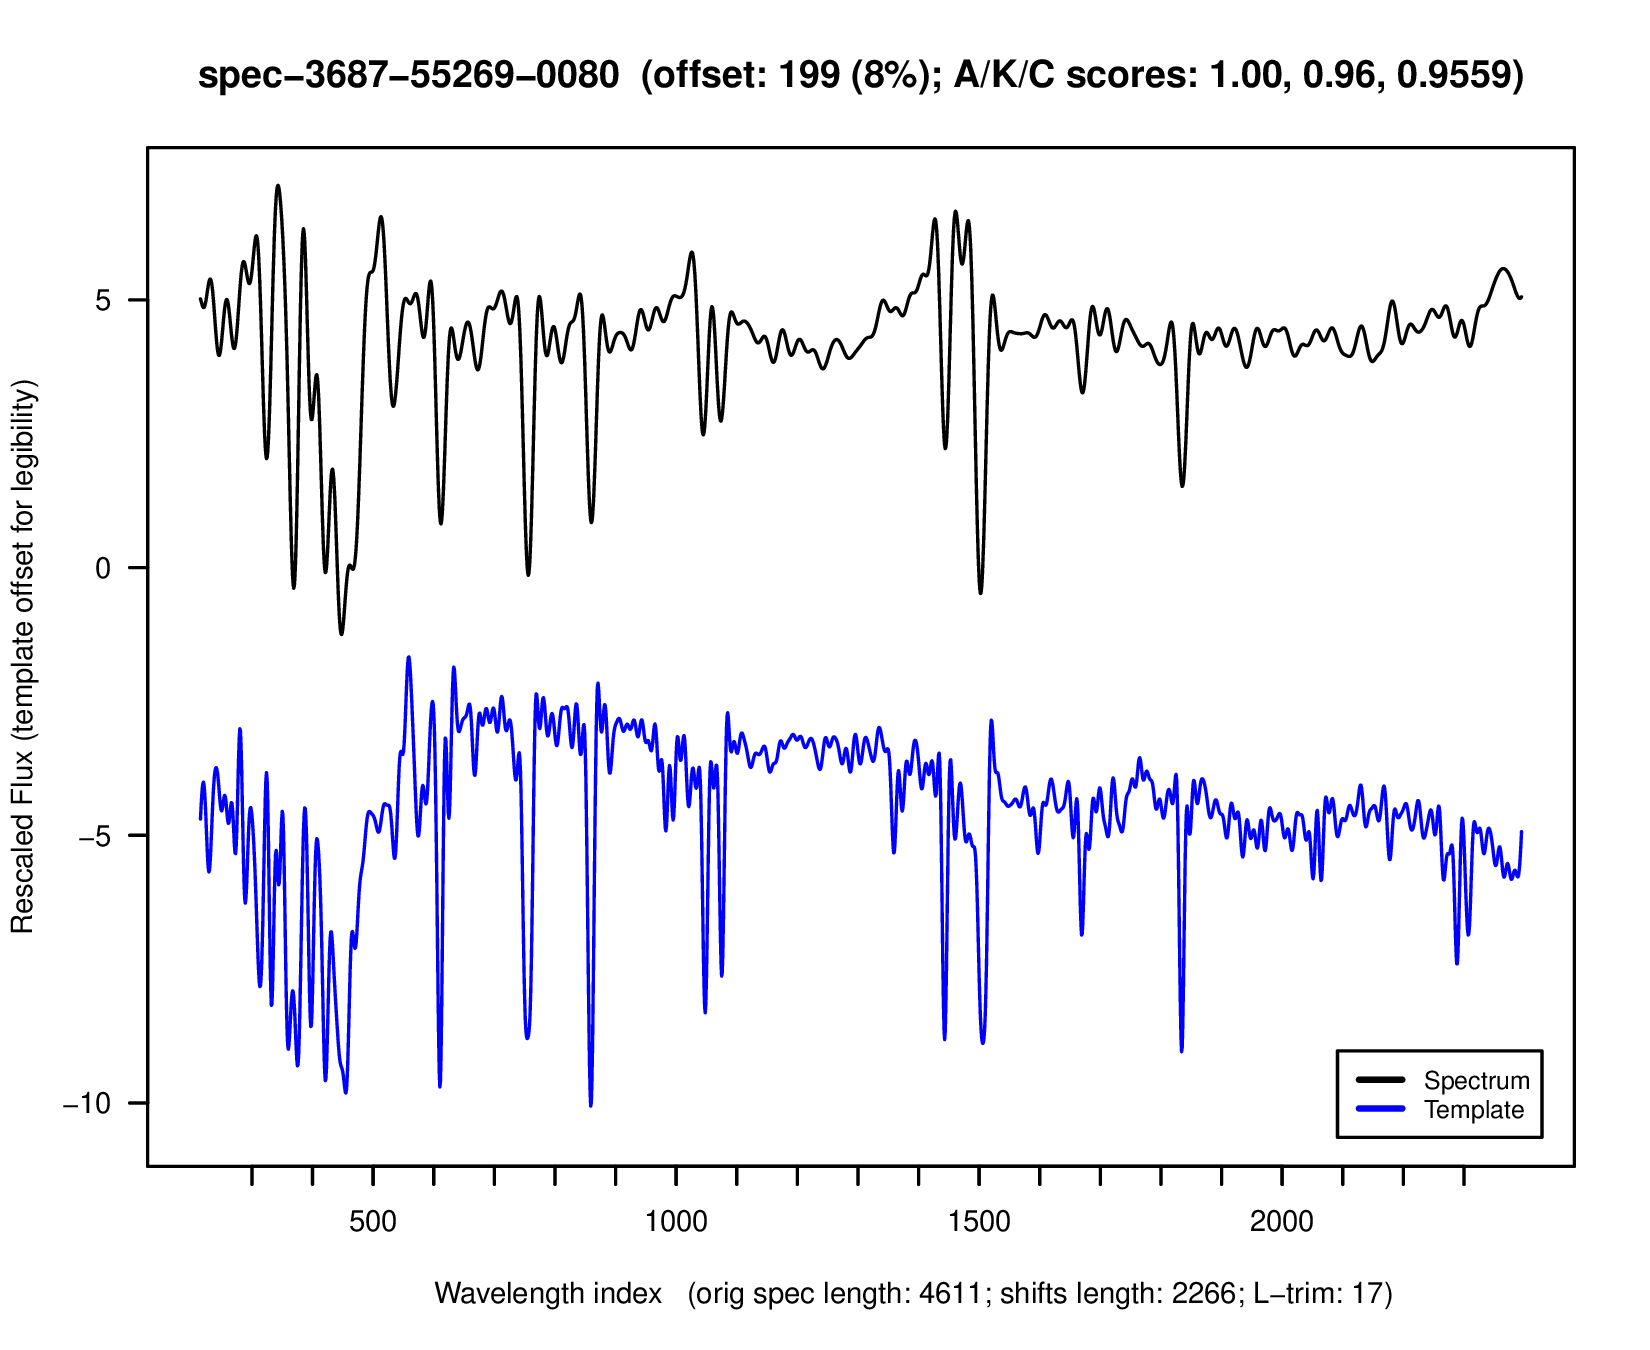 spec−3687−55269−0080  (offset: 199 (8%); A/K/C scores: 1.00, 0.96, 0.9559)
Rescaled Flux (template offset for legibility)
5
0
−5
−10
Spectrum
Template
500 1000 1500 2000
Wavelength index   (orig spec length: 4611; shifts length: 2266; L−trim: 17)